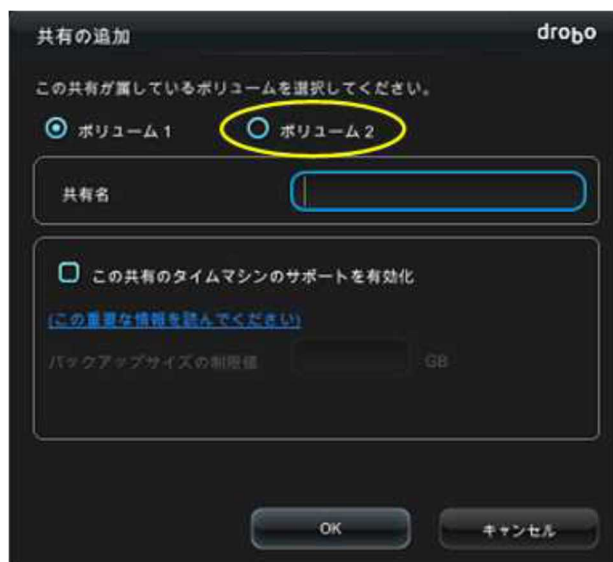 共有の追加
drobo
この共有が属しているボリュームを選択してください。
ボリューム 1 ボリューム 2
共有名
この共有のタイムマシンのサポートを有効化
(この重要な情報を読んでください)
バックアップサイズの制限値 GB
OK キャンセル